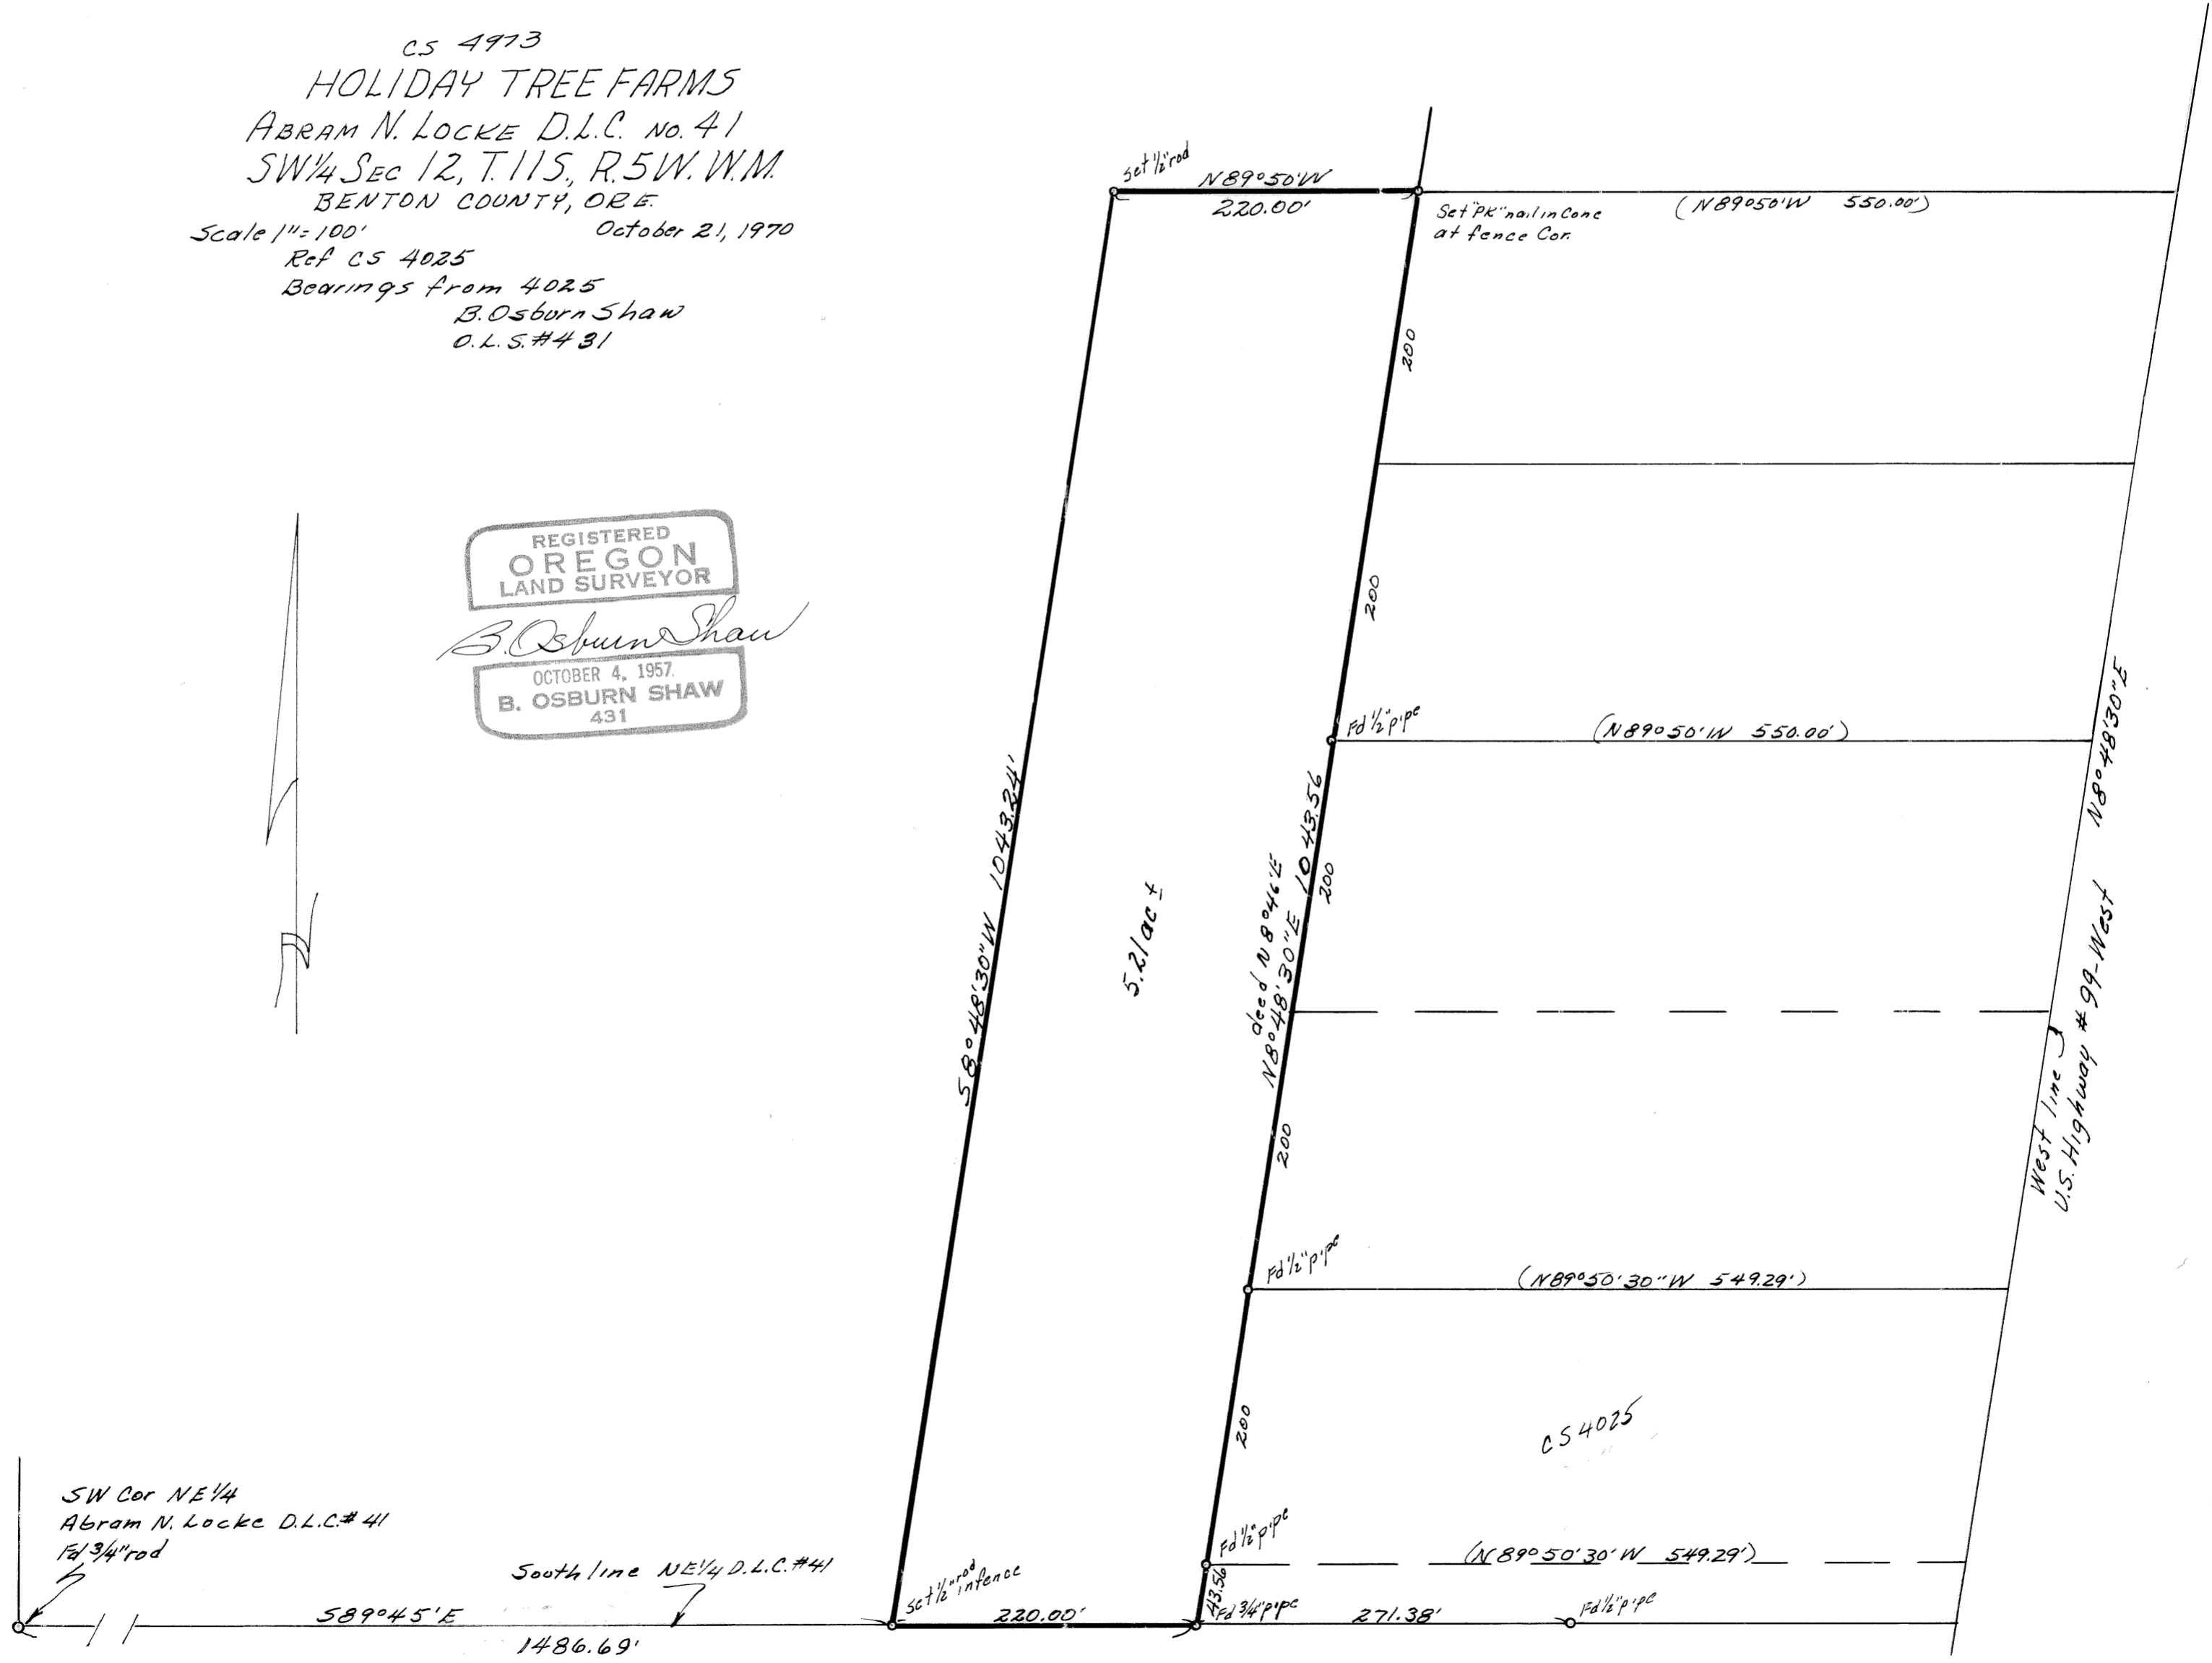 CS 4973
HOLIDAY TREE FARMS
ABRAM N. LOCKE D.L.C. NO. 41
SW 1/4 SEC 12, T.11S., R.5W. W.M.
BENTON COUNTY, ORE.
Scale 1"=100' October 21, 1970
Ref CS 4025
Bearings from 4025
B. Osburn Shaw
O.L.S. #431
REGISTERED
OREGON
LAND SURVEYOR
B. Osburn Shaw
OCTOBER 4, 1957.
B. OSBURN SHAW
431
N
Set 1/2" rod
N89°50'W
220.00'
Set "PK" nail in Conc
at fence Cor.
(N89°50'W 550.00')
200
200
Fd 1/2" pipe
(N89°50'W 550.00')
N8°48'30"E
S8°48'30"W 1043.24'
5.21 ac ±
deed N8°46'E
N8°48'30"E 1043.56
200
West line
U.S. Highway #99-West
200
Fd 1/2" pipe
(N89°50'30"W 549.29')
200
CS 4025
SW Cor NE 1/4
Abram N. Locke D.L.C. # 41
Fd 3/4" rod
South line NE 1/4 D.L.C. #41
S89°45'E
1486.69'
Set 1/2" rod
in fence
220.00'
Fd 1/2" pipe
(N89°50'30"W 549.29')
43.56
Fd 3/4" pipe
271.38'
Fd 1/2" pipe